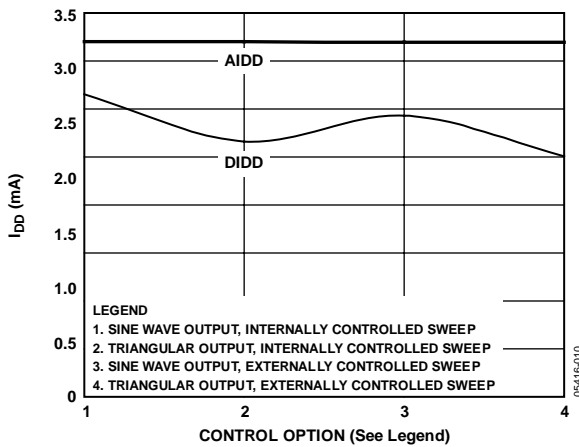 3.5
3.0
2.5
2.0
1.5
1.0
0.5
0
I_DD (mA)
AIDD
DIDD
LEGEND
1. SINE WAVE OUTPUT, INTERNALLY CONTROLLED SWEEP
2. TRIANGULAR OUTPUT, INTERNALLY CONTROLLED SWEEP
3. SINE WAVE OUTPUT, EXTERNALLY CONTROLLED SWEEP
4. TRIANGULAR OUTPUT, EXTERNALLY CONTROLLED SWEEP
1 2 3 4
CONTROL OPTION (See Legend)
05416-010